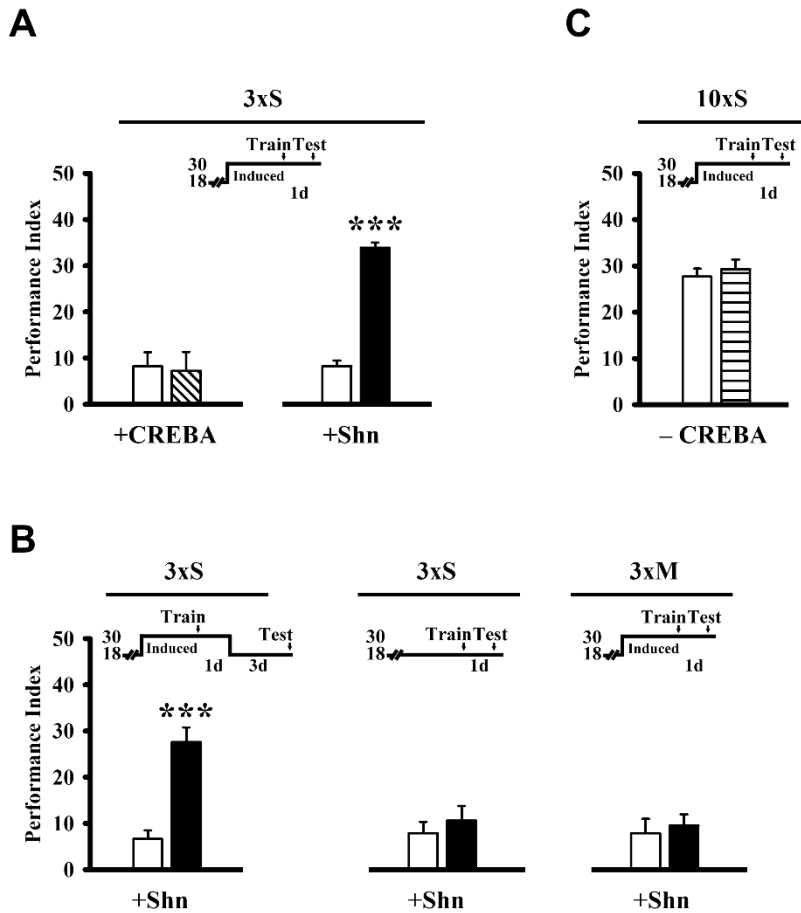 A
3xS
Train Test
30
18
Induced
1d
50
40
30
20
10
0
Performance Index
***
+CREBA
+Shn
C
10xS
Train Test
30
18
Induced
1d
50
40
30
20
10
0
Performance Index
– CREBA
B
3xS
Train
Test
30
18
Induced
1d
3d
50
40
30
20
10
0
Performance Index
***
+Shn
3xS
Train Test
30
18
1d
+Shn
3xM
Train Test
30
18
Induced
1d
+Shn